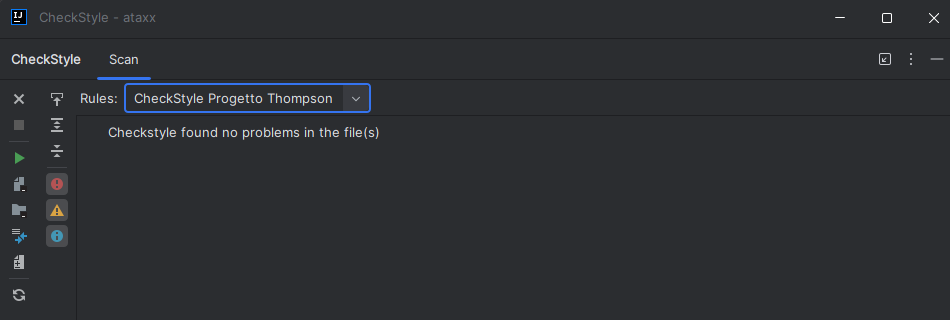 IJ CheckStyle - ataxx
CheckStyle Scan
Rules: CheckStyle Progetto Thompson
Checkstyle found no problems in the file(s)